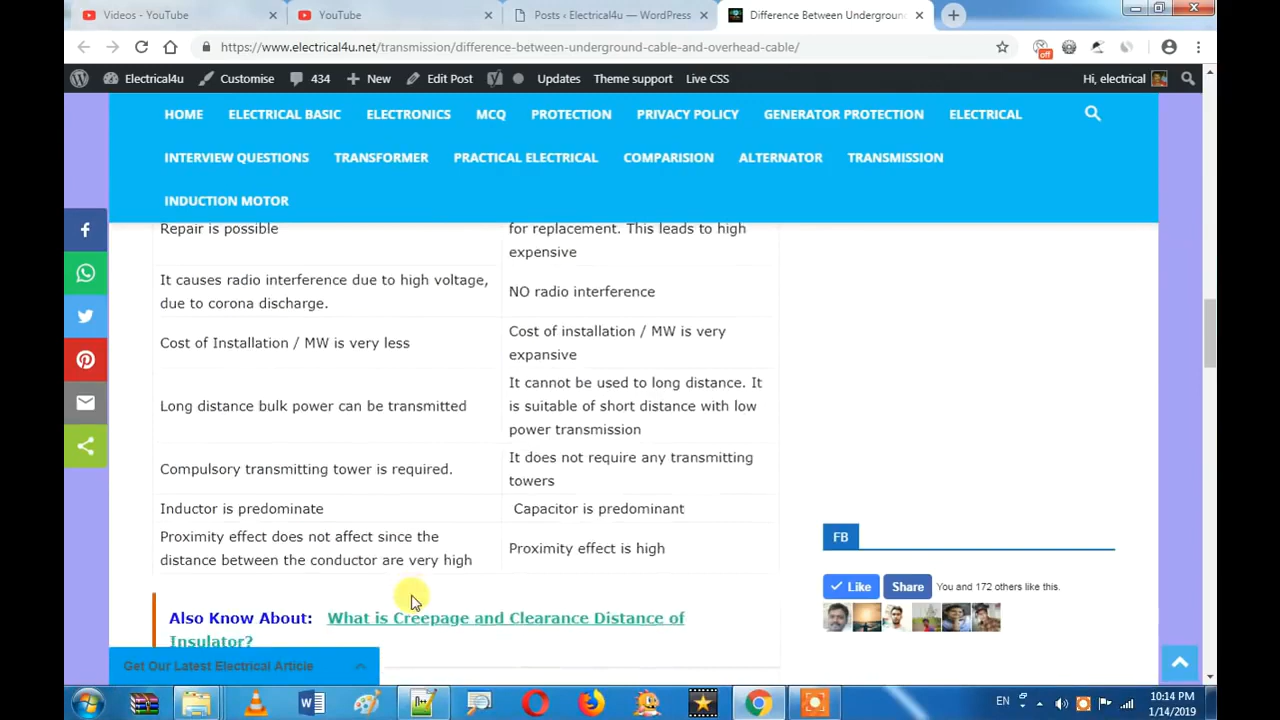 Videos - YouTube
YouTube
Posts ‹ Electrical4u — WordPress
Difference Between Undergroun
https://www.electrical4u.net/transmission/difference-between-underground-cable-and-overhead-cable/
off
Electrical4u
Customise
434
New
Edit Post
Updates
Theme support
Live CSS
Hi, electrical
HOME
ELECTRICAL BASIC
ELECTRONICS
MCQ
PROTECTION
PRIVACY POLICY
GENERATOR PROTECTION
ELECTRICAL
INTERVIEW QUESTIONS
TRANSFORMER
PRACTICAL ELECTRICAL
COMPARISION
ALTERNATOR
TRANSMISSION
INDUCTION MOTOR
Repair is possible
for replacement. This leads to high
expensive
It causes radio interference due to high voltage,
due to corona discharge.
NO radio interference
Cost of Installation / MW is very less
Cost of installation / MW is very
expansive
Long distance bulk power can be transmitted
It cannot be used to long distance. It
is suitable of short distance with low
power transmission
Compulsory transmitting tower is required.
It does not require any transmitting
towers
Inductor is predominate
Capacitor is predominant
Proximity effect does not affect since the
distance between the conductor are very high
Proximity effect is high
Also Know About: What is Creepage and Clearance Distance of
Insulator?
FB
Like
Share
You and 172 others like this.
Get Our Latest Electrical Article
EN
10:14 PM
1/14/2019